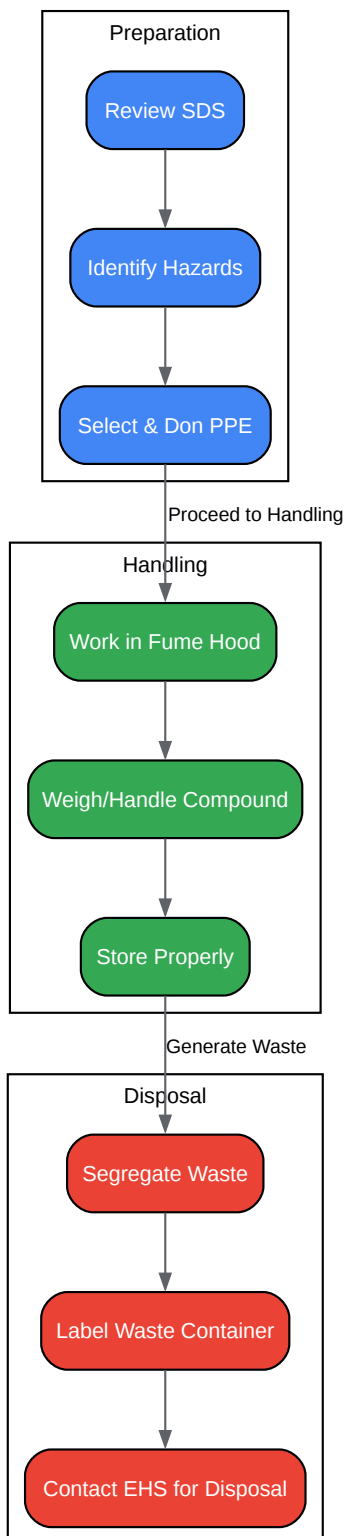 Preparation
Review SDS
Identify Hazards
Select & Don PPE
Proceed to Handling
Handling
Work in Fume Hood
Weigh/Handle Compound
Store Properly
Generate Waste
Disposal
Segregate Waste
Label Waste Container
Contact EHS for Disposal